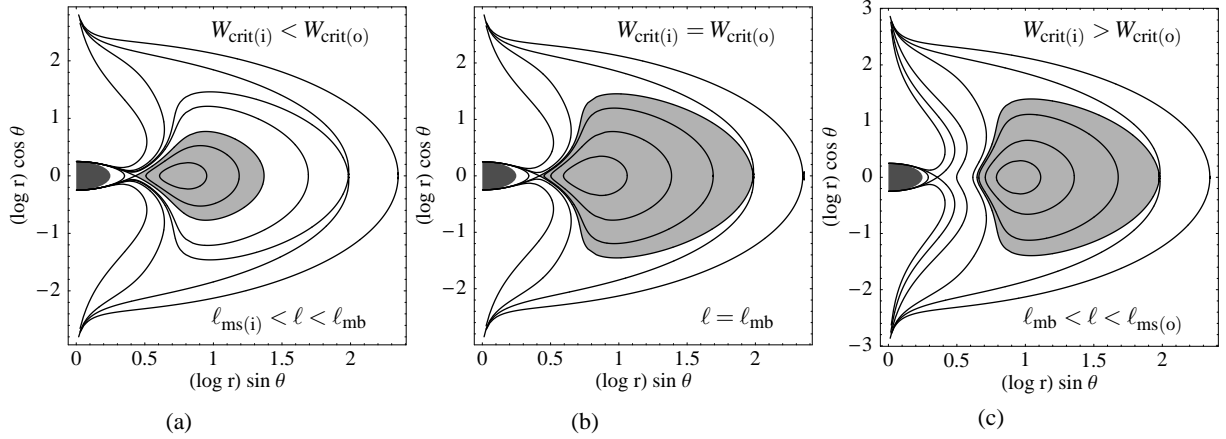 W_crit(i) < W_crit(o)
ℓ_ms(i) < ℓ < ℓ_mb
(log r) cos θ
2
1
0
−1
−2
0 0.5 1 1.5 2
(log r) sin θ
(a)
W_crit(i) = W_crit(o)
ℓ = ℓ_mb
(log r) cos θ
2
1
0
−1
−2
0 0.5 1 1.5 2
(log r) sin θ
(b)
W_crit(i) > W_crit(o)
ℓ_mb < ℓ < ℓ_ms(o)
(log r) cos θ
3
2
1
0
−1
−2
−3
0 0.5 1 1.5 2
(log r) sin θ
(c)